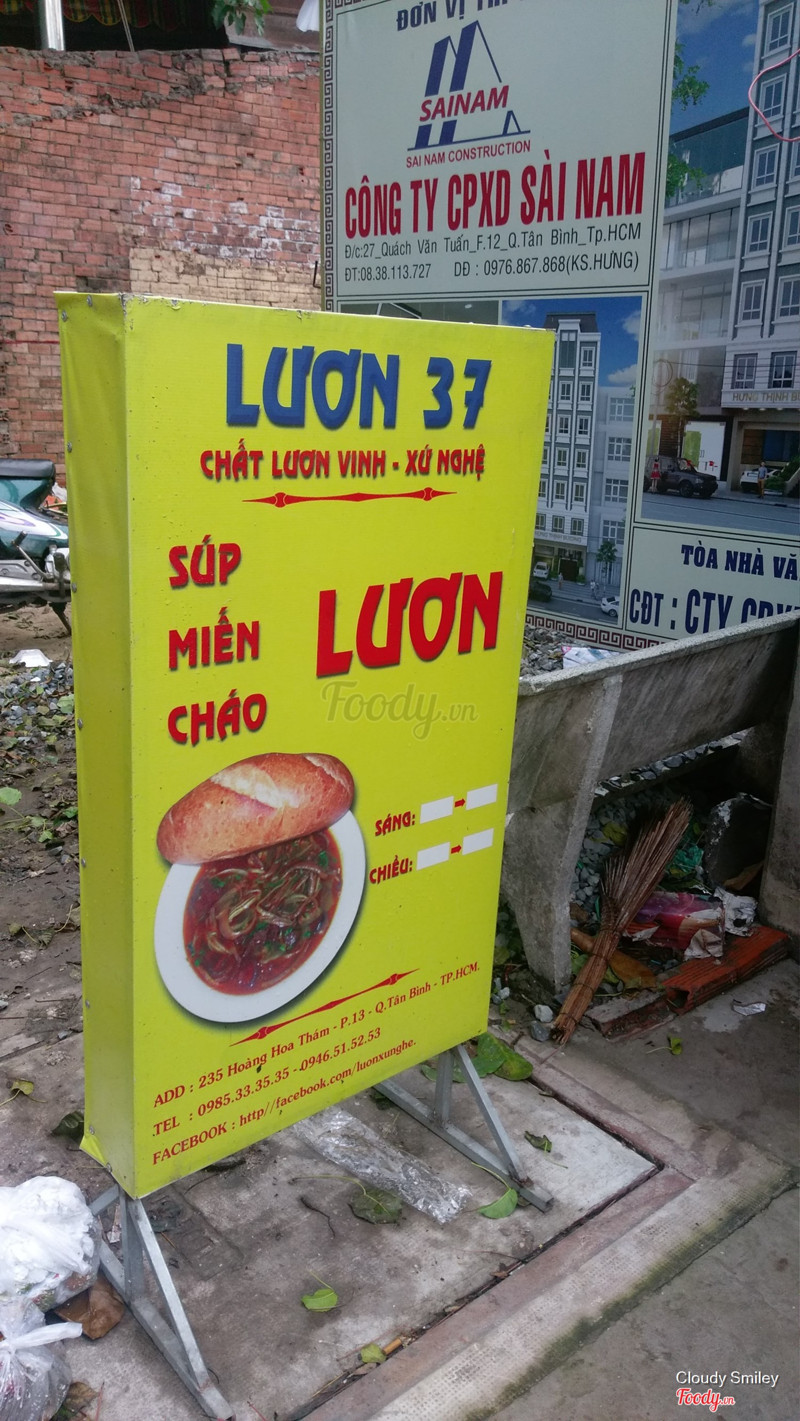 ĐƠN VỊ
SAINAM
SAI NAM CONSTRUCTION
CÔNG TY CPXD SÀI NAM
Đ/c:27_Quách Văn Tuấn_F.12_Q.Tân Bình_Tp.HCM
ĐT:08.38.113.727 DĐ : 0976.867.868(KS.HƯNG)
TÒA NHÀ VĂ
CĐT : CTY
LƯƠN 37
CHẤT LƯƠN VINH - XỨ NGHỆ
SÚP
MIẾN
CHÁO
LƯƠN
SÁNG:
CHIỀU:
ADD : 235 Hoàng Hoa Thám - P.13 - Q.Tân Bình - TP.HCM.
TEL : 0985.33.35.35 - 0946.51.52.53
FACEBOOK : http//facebook.com/luonxunghe.
Foody.vn
Cloudy Smiley
Foody.vn